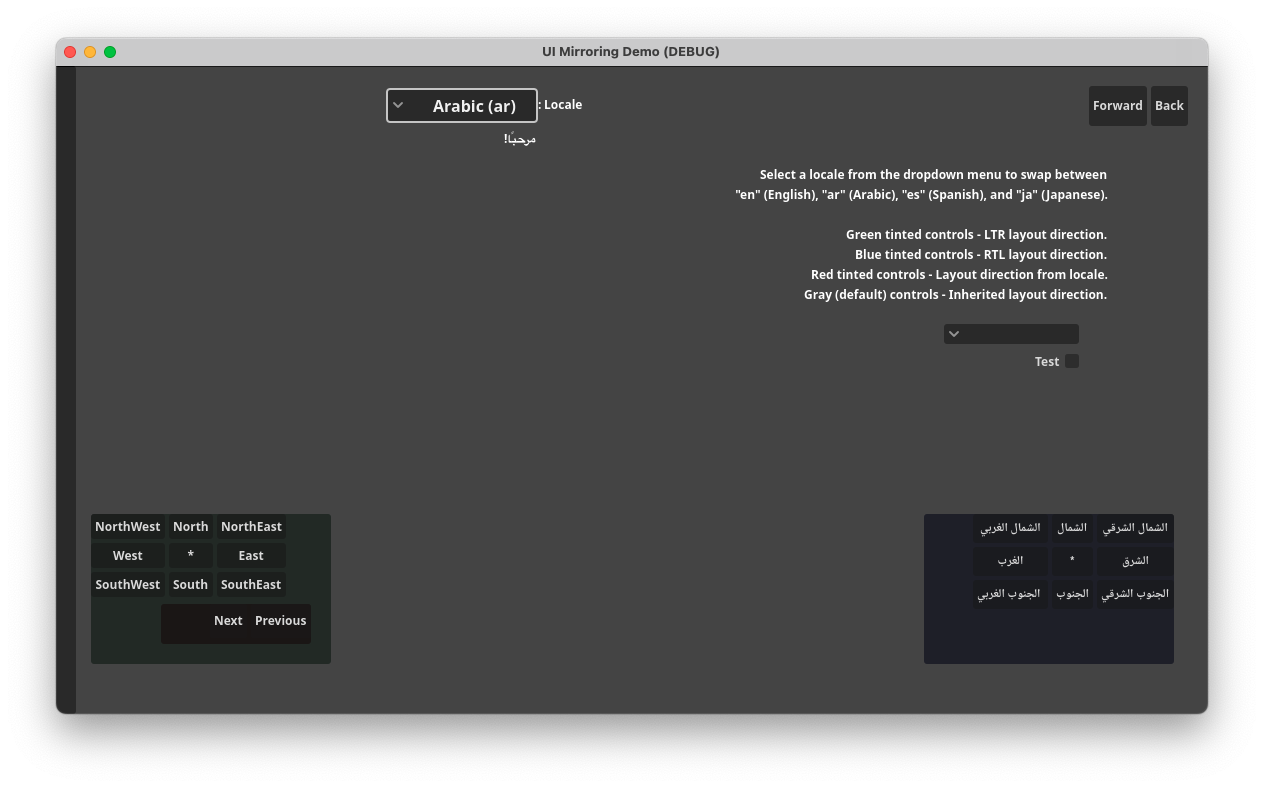 UI Mirroring Demo (DEBUG)
Arabic (ar)
: Locale
Forward
Back
مرحبًا!
Select a locale from the dropdown menu to swap between
"en" (English), "ar" (Arabic), "es" (Spanish), and "ja" (Japanese).
Green tinted controls - LTR layout direction.
Blue tinted controls - RTL layout direction.
Red tinted controls - Layout direction from locale.
Gray (default) controls - Inherited layout direction.
Test
NorthWest North NorthEast
West * East
SouthWest South SouthEast
Next Previous
الشمال الشرقي الشمال الشمال الغربي
الشرق * الغرب
الجنوب الشرقي الجنوب الجنوب الغربي